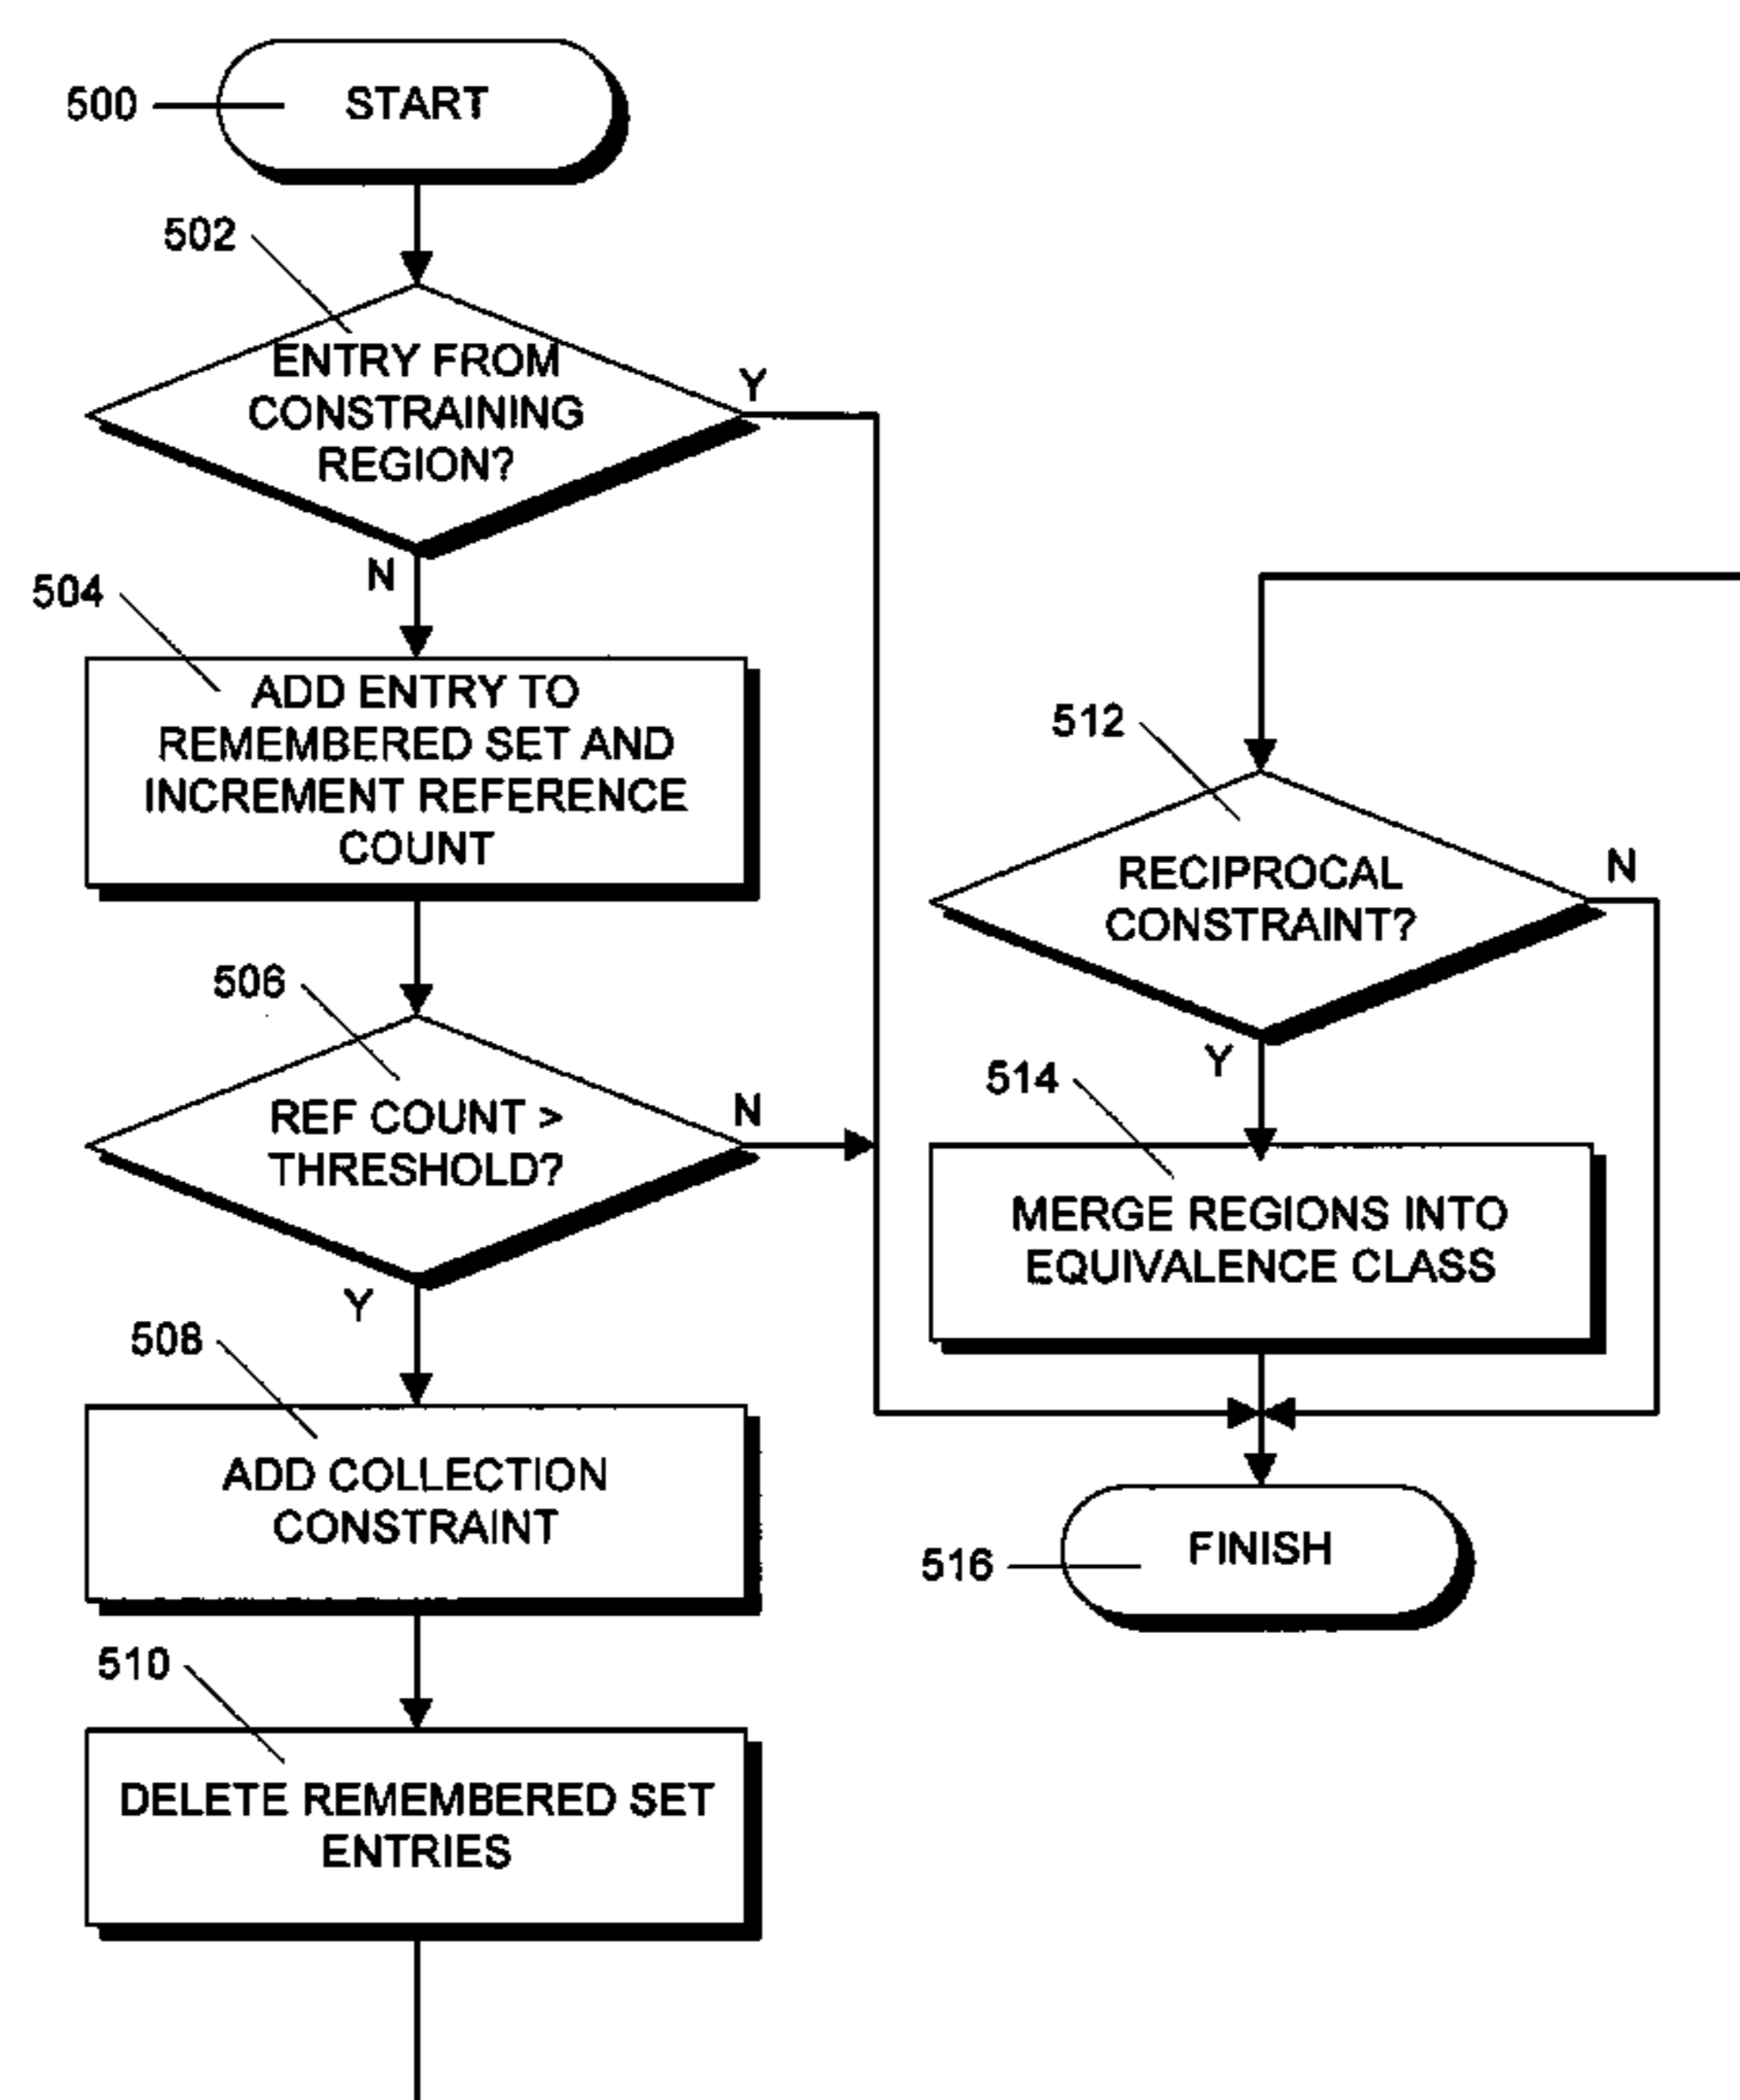 500
START
502
ENTRY FROM
CONSTRAINING
REGION?
Y
N
504
ADD ENTRY TO
REMEMBERED SET AND
INCREMENT REFERENCE
COUNT
506
REF COUNT >
THRESHOLD?
N
Y
508
ADD COLLECTION
CONSTRAINT
510
DELETE REMEMBERED SET
ENTRIES
512
RECIPROCAL
CONSTRAINT?
N
Y
514
MERGE REGIONS INTO
EQUIVALENCE CLASS
516
FINISH